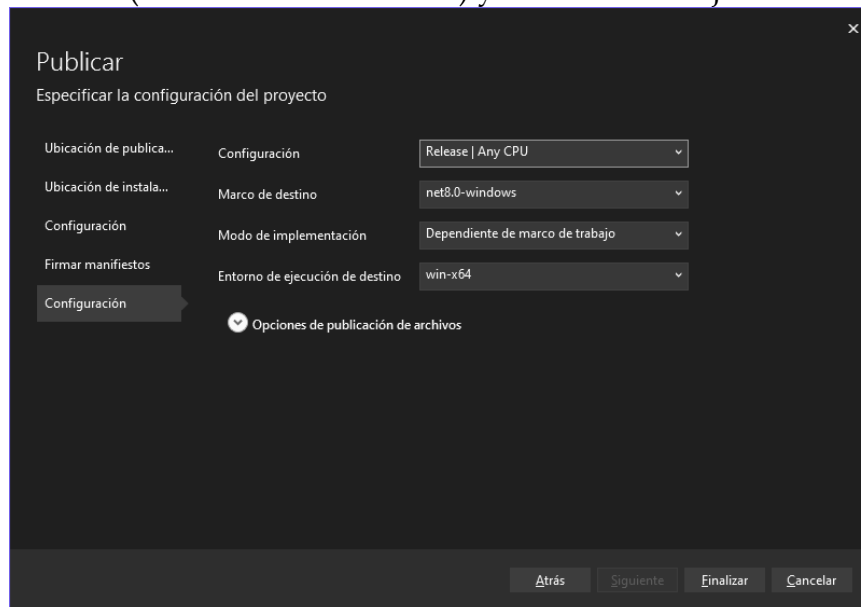 Publicar
Especificar la configuración del proyecto
Ubicación de publica...
Ubicación de instala...
Configuración
Firmar manifiestos
Configuración
Configuración Release | Any CPU
Marco de destino net8.0-windows
Modo de implementación Dependiente de marco de trabajo
Entorno de ejecución de destino win-x64
Opciones de publicación de archivos
Atrás Siguiente Finalizar Cancelar